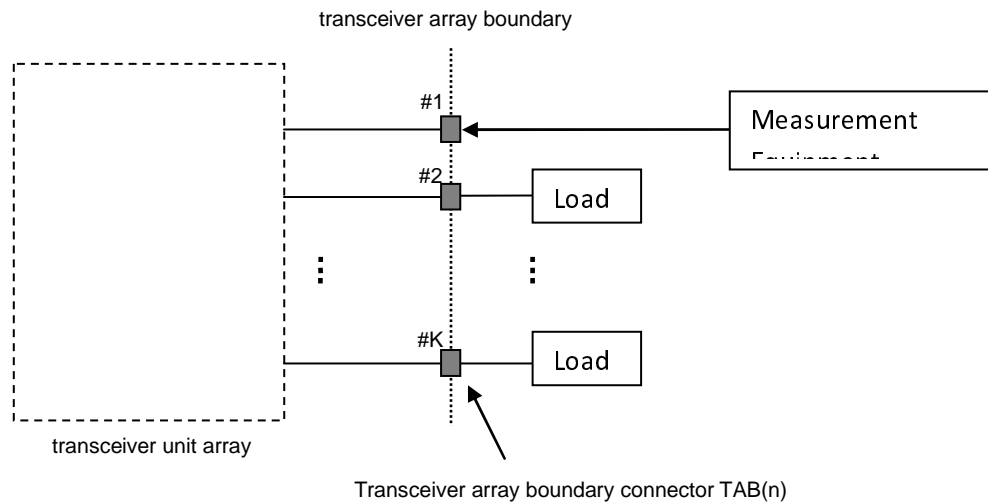 transceiver array boundary
#1
Measurement
#2
Load
#K
Load
transceiver unit array
Transceiver array boundary connector TAB(n)